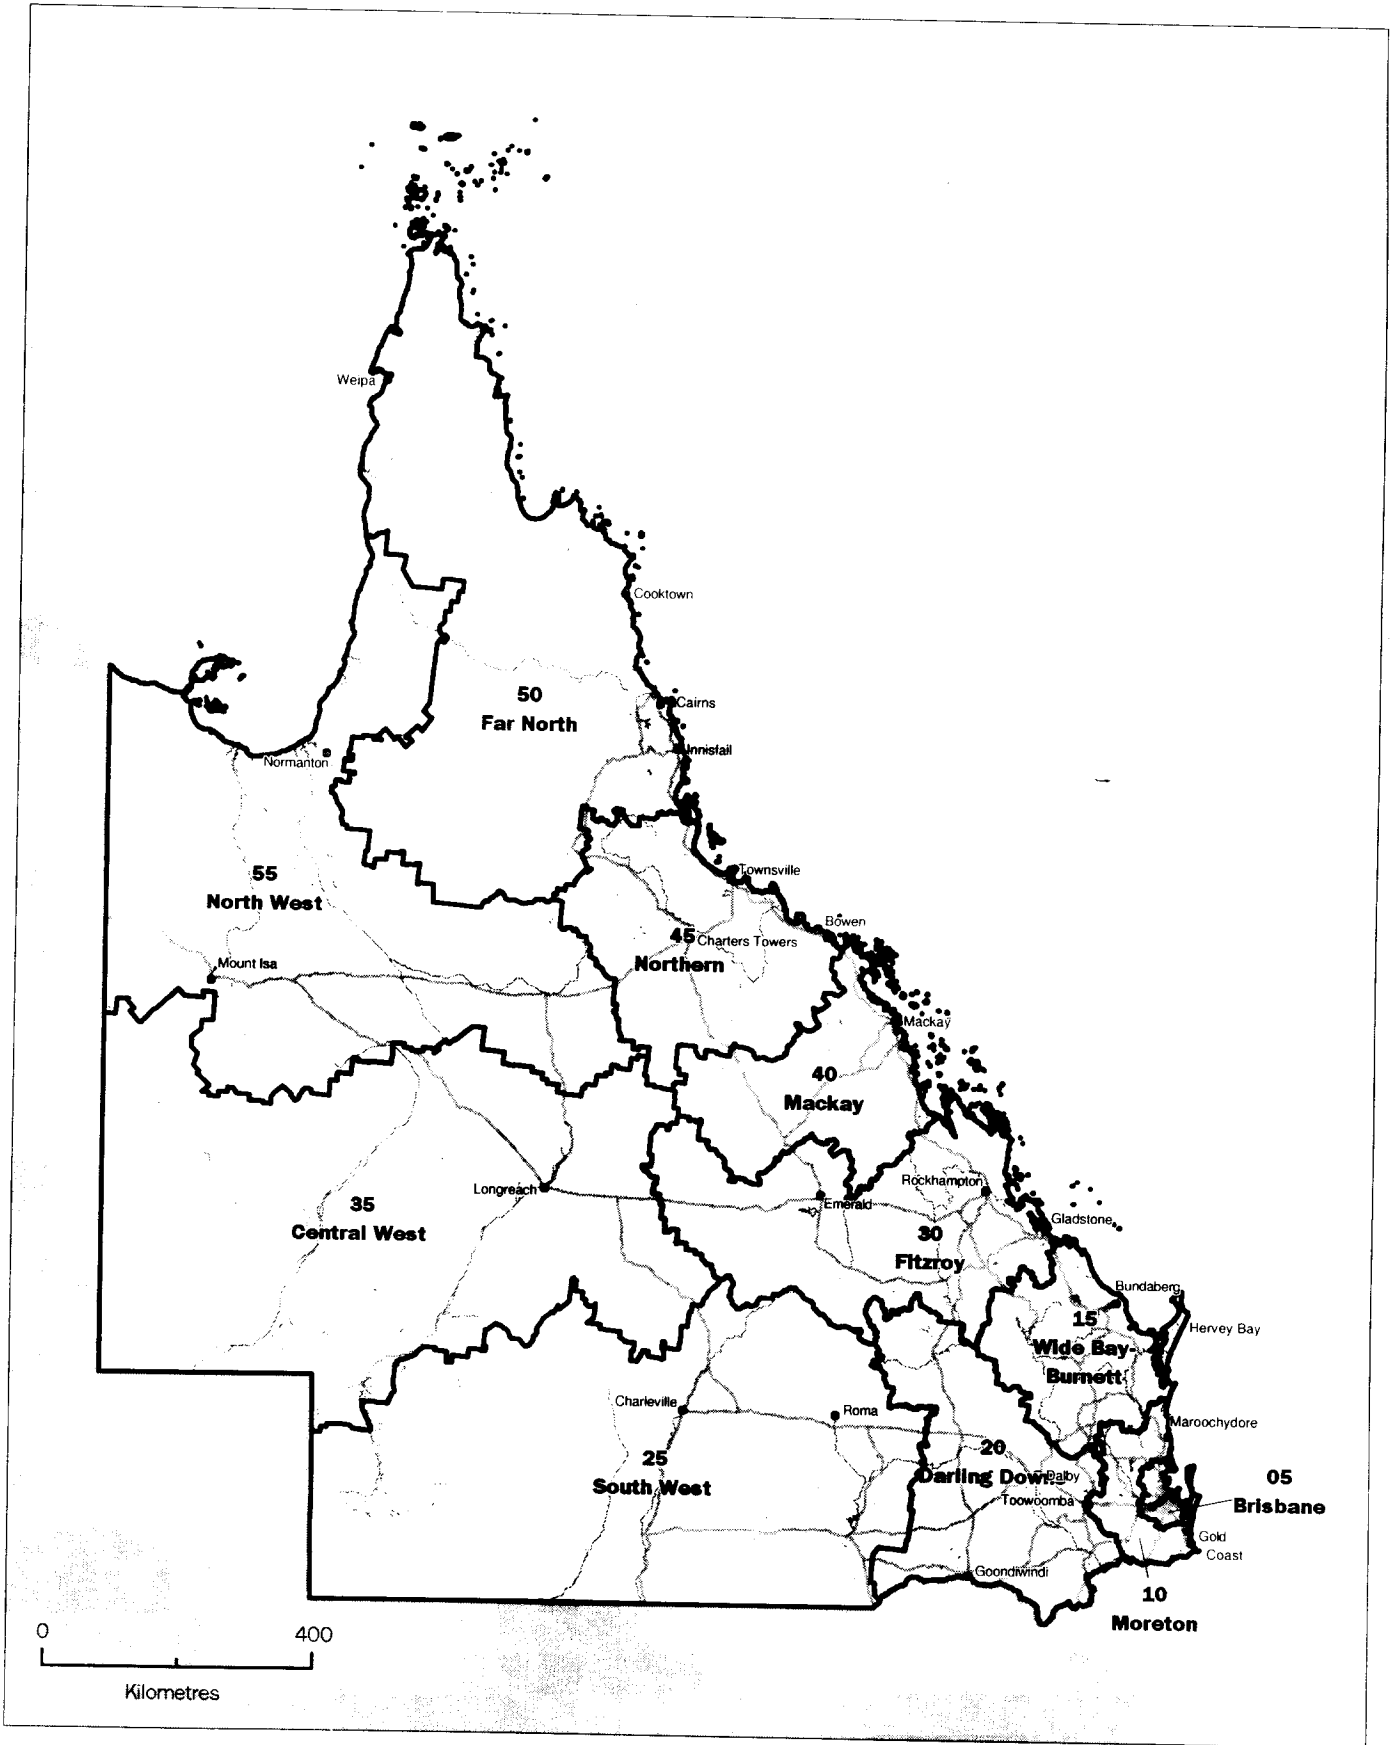 Weipa
Cooktown
50
Far North
Cairns
Innisfail
Normanton
55
North West
Townsville
Bowen
45
Charters Towers
Northern
Mount Isa
Mackay
40
Mackay
Longreach
Rockhampton
Emerald
35
Central West
Gladstone
30
Fitzroy
Bundaberg
15
Hervey Bay
Wide Bay-
Burnett
Charleville
Roma
Maroochydore
20
25
South West
Darling Downs
Dalby
Toowoomba
05
Brisbane
Gold
Coast
Goondiwindi
10
Moreton
0 400
Kilometres